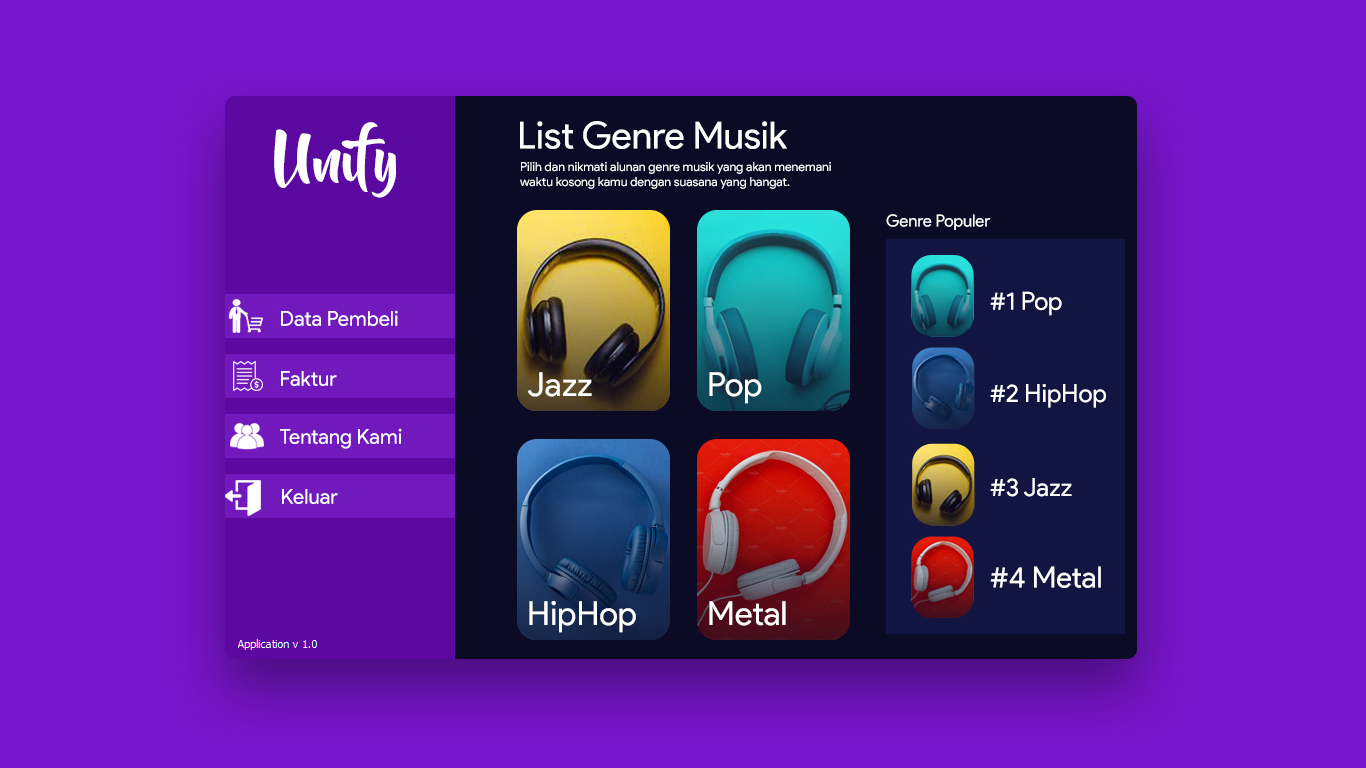 Unify
Data Pembeli
Faktur
Tentang Kami
Keluar
Application v 1.0
List Genre Musik
Pilih dan nikmati alunan genre musik yang akan menemani
waktu kosong kamu dengan suasana yang hangat.
Jazz
Pop
HipHop
Metal
Genre Populer
#1 Pop
#2 HipHop
#3 Jazz
#4 Metal